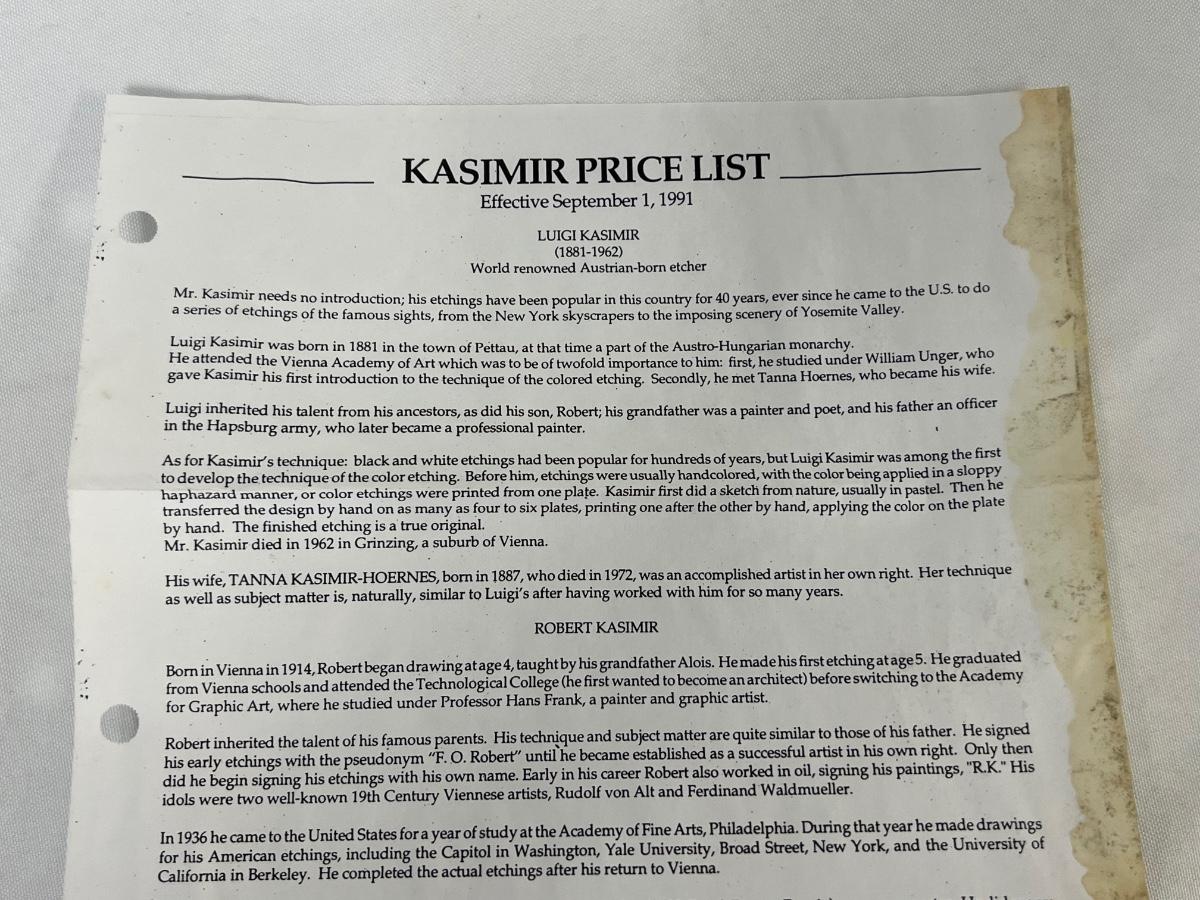 KASIMIR PRICE LIST
Effective September 1, 1991
LUIGI KASIMIR
(1881-1962)
World renowned Austrian-born etcher
Mr. Kasimir needs no introduction; his etchings have been popular in this country for 40 years, ever since he came to the U.S. to do
a series of etchings of the famous sights, from the New York skyscrapers to the imposing scenery of Yosemite Valley.
Luigi Kasimir was born in 1881 in the town of Pettau, at that time a part of the Austro-Hungarian monarchy.
He attended the Vienna Academy of Art which was to be of twofold importance to him: first, he studied under William Unger, who
gave Kasimir his first introduction to the technique of the colored etching. Secondly, he met Tanna Hoernes, who became his wife.
Luigi inherited his talent from his ancestors, as did his son, Robert; his grandfather was a painter and poet, and his father an officer
in the Hapsburg army, who later became a professional painter.
As for Kasimir's technique: black and white etchings had been popular for hundreds of years, but Luigi Kasimir was among the first
to develop the technique of the color etching. Before him, etchings were usually handcolored, with the color being applied in a sloppy
haphazard manner, or color etchings were printed from one plate. Kasimir first did a sketch from nature, usually in pastel. Then he
transferred the design by hand on as many as four to six plates, printing one after the other by hand, applying the color on the plate
by hand. The finished etching is a true original.
Mr. Kasimir died in 1962 in Grinzing, a suburb of Vienna.
His wife, TANNA KASIMIR-HOERNES, born in 1887, who died in 1972, was an accomplished artist in her own right. Her technique
as well as subject matter is, naturally, similar to Luigi's after having worked with him for so many years.
ROBERT KASIMIR
Born in Vienna in 1914, Robert began drawing at age 4, taught by his grandfather Alois. He made his first etching at age 5. He graduated
from Vienna schools and attended the Technological College (he first wanted to become an architect) before switching to the Academy
for Graphic Art, where he studied under Professor Hans Frank, a painter and graphic artist.
Robert inherited the talent of his famous parents. His technique and subject matter are quite similar to those of his father. He signed
his early etchings with the pseudonym "F. O. Robert" until he became established as a successful artist in his own right. Only then
did he begin signing his etchings with his own name. Early in his career Robert also worked in oil, signing his paintings, "R.K." His
idols were two well-known 19th Century Viennese artists, Rudolf von Alt and Ferdinand Waldmueller.
In 1936 he came to the United States for a year of study at the Academy of Fine Arts, Philadelphia. During that year he made drawings
for his American etchings, including the Capitol in Washington, Yale University, Broad Street, New York, and the University of
California in Berkeley. He completed the actual etchings after his return to Vienna.